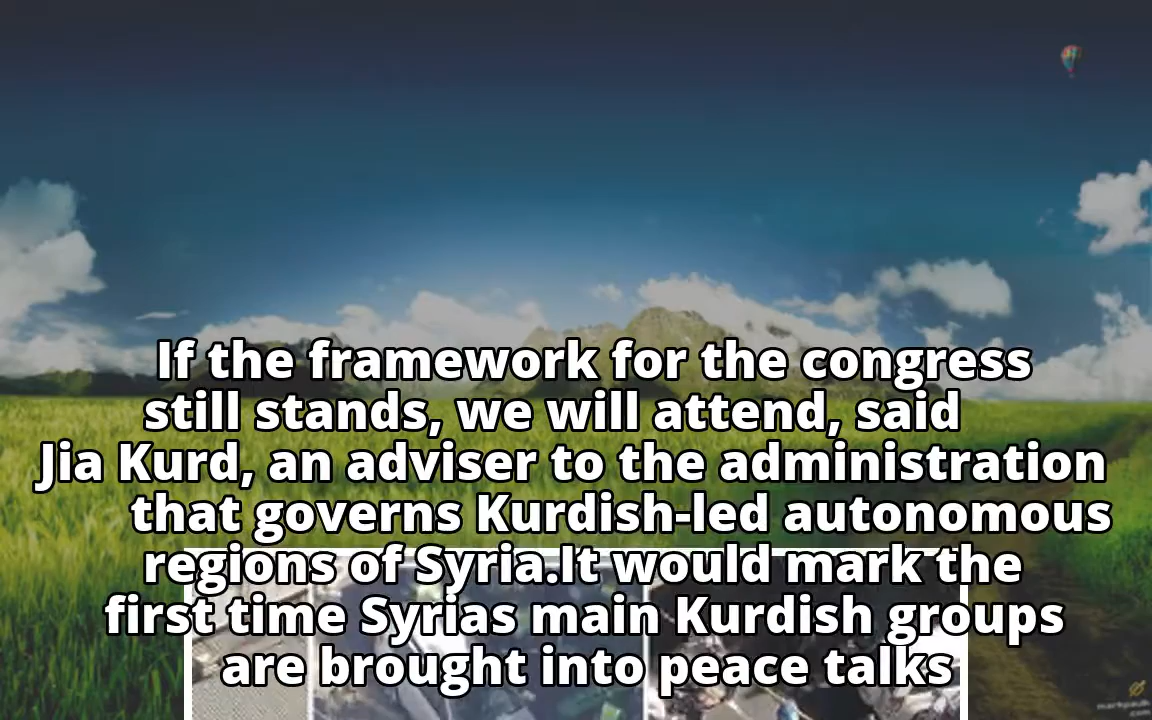 If the framework for the congress
still stands, we will attend, said
Jia Kurd, an adviser to the administration
that governs Kurdish-led autonomous
regions of Syria.It would mark the
first time Syrias main Kurdish groups
are brought into peace talks